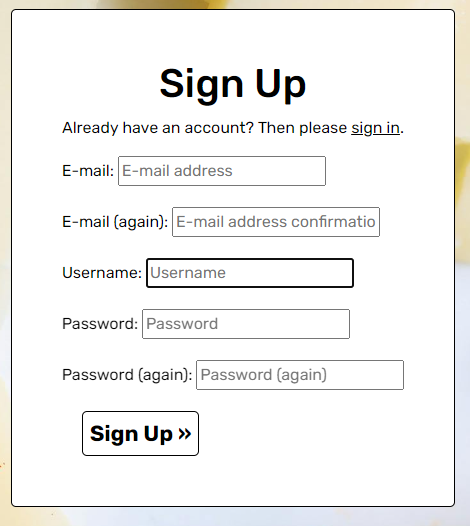 Sign Up
Already have an account? Then please sign in.
E-mail: E-mail address
E-mail (again): E-mail address confirmatio
Username: Username
Password: Password
Password (again): Password (again)
Sign Up »